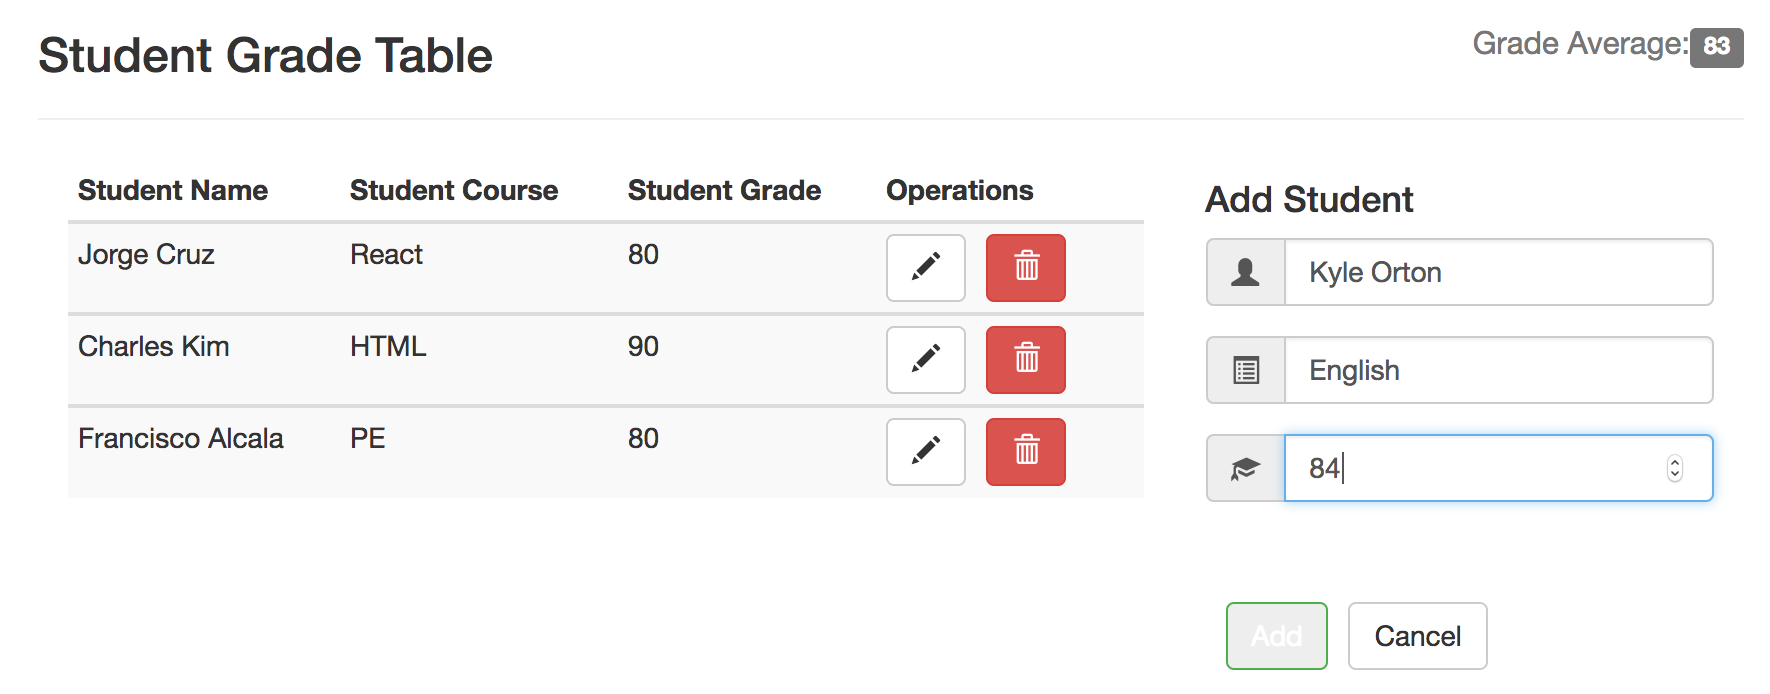 Student Grade Table
Grade Average: 83
Student Name Student Course Student Grade Operations
Jorge Cruz React 80
Charles Kim HTML 90
Francisco Alcala PE 80
Add Student
Kyle Orton
English
84
Add Cancel